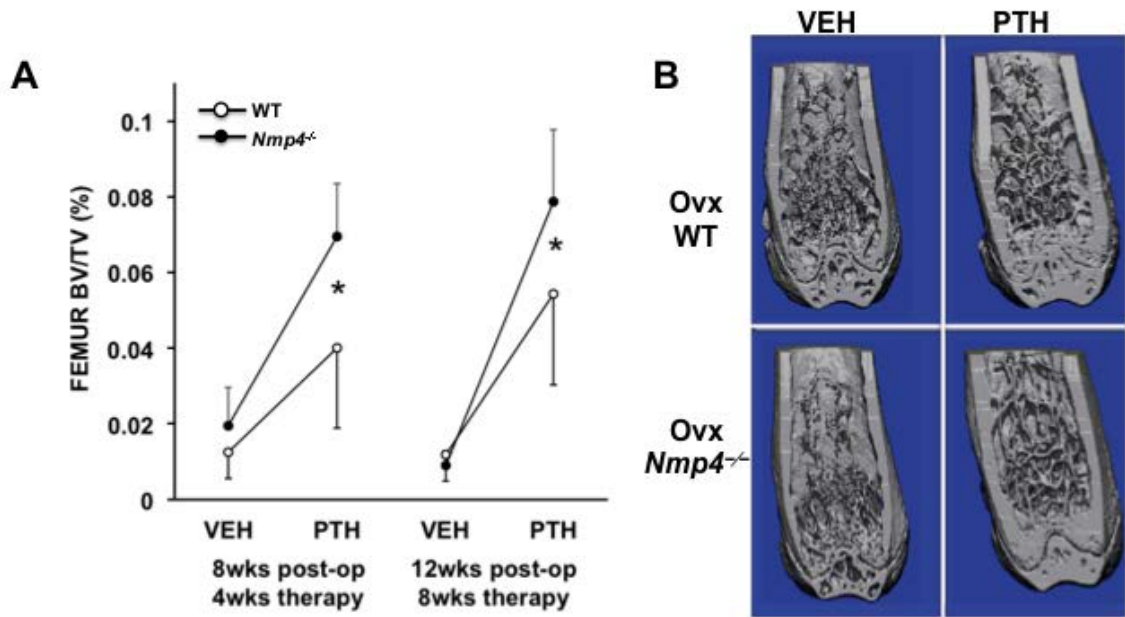 A
WT
Nmp4-/-
FEMUR BV/TV (%)
0.1
0.08
0.06
0.04
0.02
0
*
*
VEH
PTH
VEH
PTH
8wks post-op
4wks therapy
12wks post-op
8wks therapy
B
VEH
PTH
Ovx
WT
Ovx
Nmp4-/-